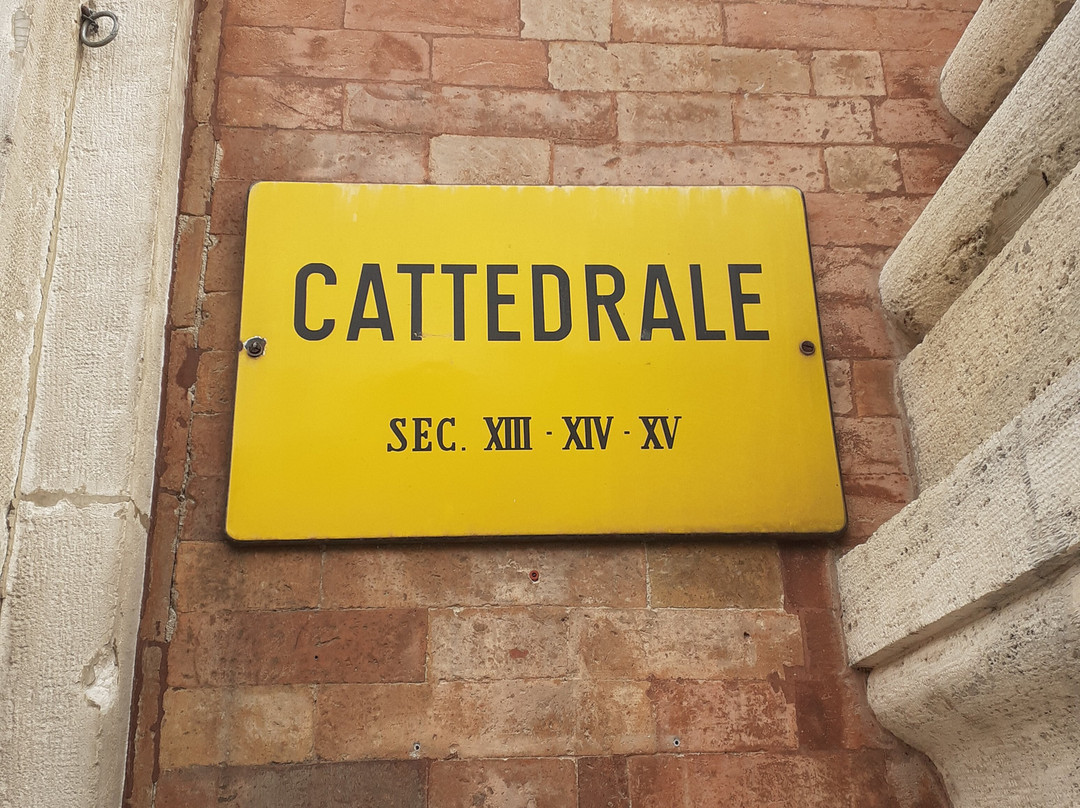 CATTEDRALE
SEC. XIII - XIV - XV